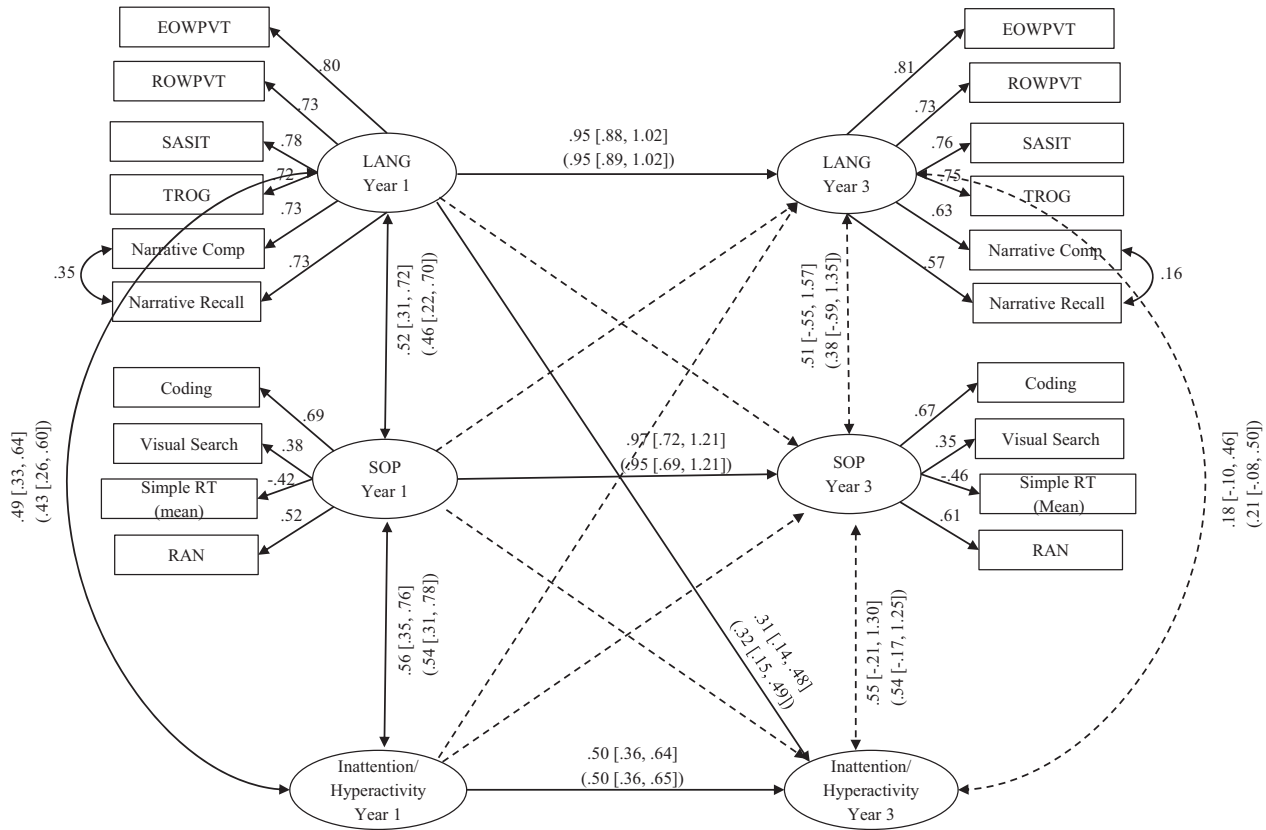 EOWPVT
ROWPVT
SASIT
TROG
Narrative Comp
Narrative Recall
.80
.73
.78
.72
.73
.73
.35
LANG
Year 1
.95 [.88, 1.02]
(.95 [.89, 1.02])
LANG
Year 3
EOWPVT
ROWPVT
SASIT
TROG
Narrative Comp
Narrative Recall
.81
.73
.76
.75
.63
.57
.16
.52 [.31, .72]
(.46 [.22, .70])
.51 [-.55, 1.57]
(.38 [-.59, 1.35])
Coding
Visual Search
Simple RT
(mean)
RAN
.69
.38
-.42
.52
SOP
Year 1
.97 [.72, 1.21]
(.95 [.69, 1.21])
SOP
Year 3
Coding
Visual Search
Simple RT
(Mean)
RAN
.67
.35
-.46
.61
.49 [.33, .64]
(.43 [.26, .60])
.18 [-.10, .46]
(.21 [-.08, .50])
.56 [.35, .76]
(.54 [.31, .78])
.31 [.14, .48]
(.32 [.15, .49])
.55 [-.21, 1.30]
(.54 [-.17, 1.25])
Inattention/
Hyperactivity
Year 1
.50 [.36, .64]
(.50 [.36, .65])
Inattention/
Hyperactivity
Year 3